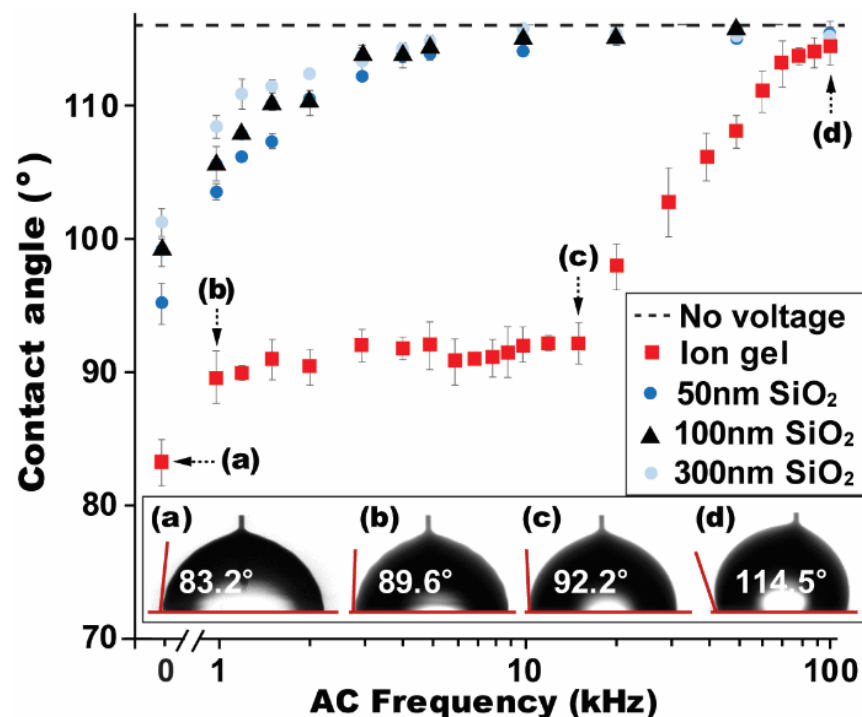 Contact angle (°)
110
100
90
80
70
(b)
(a)
(c)
(d)
No voltage
Ion gel
50nm SiO₂
100nm SiO₂
300nm SiO₂
(a)
83.2°
(b)
89.6°
(c)
92.2°
(d)
114.5°
0 1 10 100
AC Frequency (kHz)